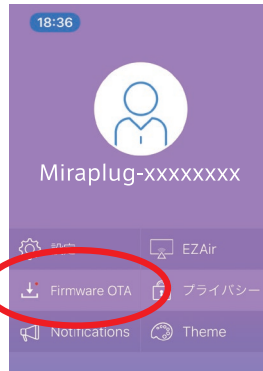 18:36
Miraplug-xxxxxxxx
設定
EZAir
Firmware OTA
プライバシー
Notifications
Theme